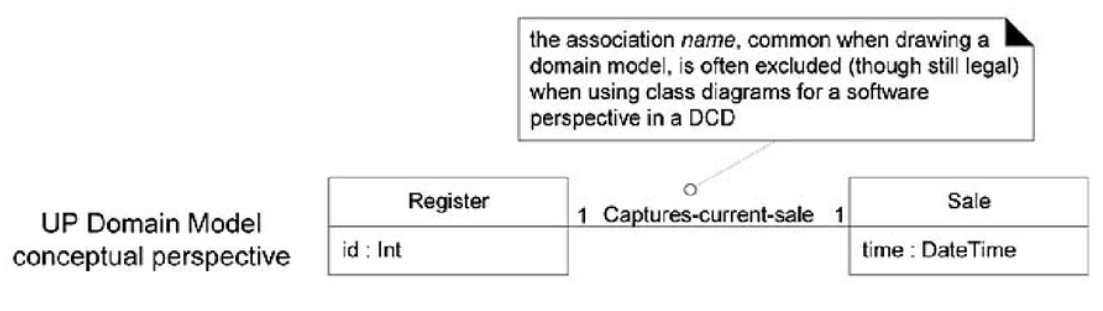 the association name, common when drawing a
domain model, is often excluded (though still legal)
when using class diagrams for a software
perspective in a DCD
UP Domain Model
conceptual perspective
Register
id : Int
1 Captures-current-sale 1
Sale
time : DateTime